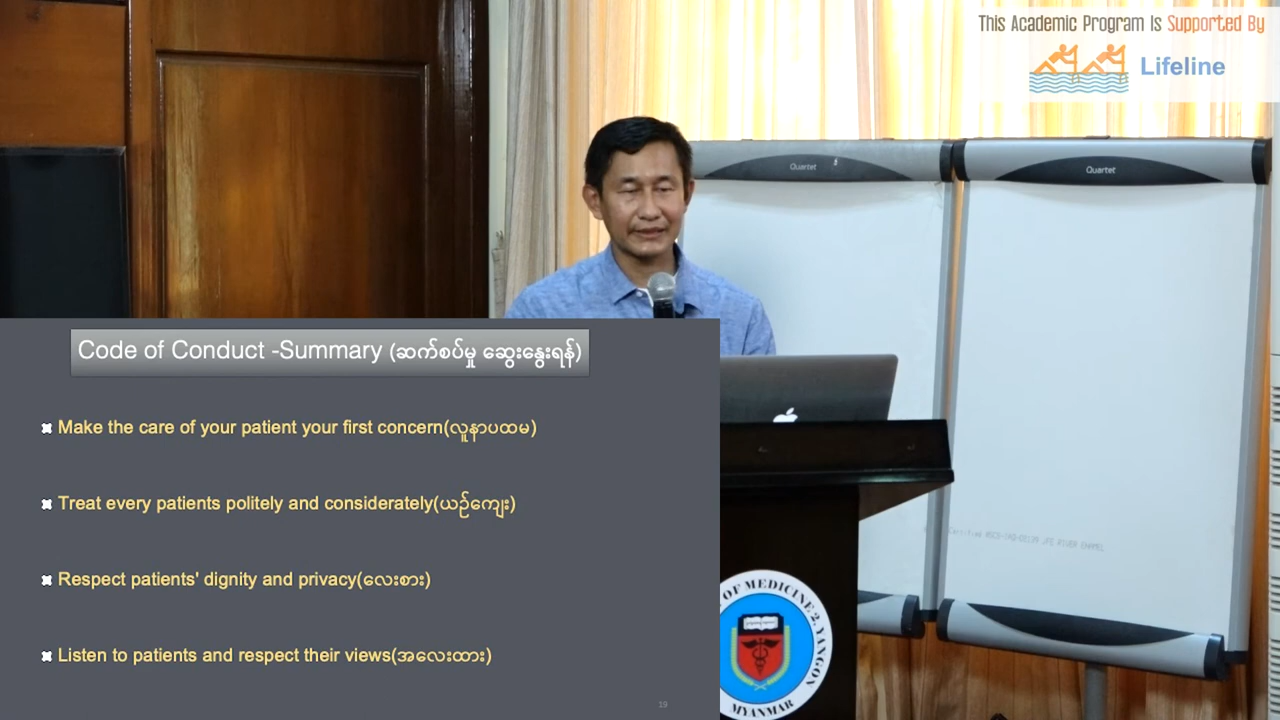 This Academic Program Is Supported By
Lifeline
Quartet
Quartet
Code of Conduct -Summary (ဆက်စပ်မှု ဆွေးနွေးရန်)
Make the care of your patient your first concern(လူနာပထမ)
Treat every patients politely and considerately(ယဉ်ကျေး)
Respect patients' dignity and privacy(လေးစား)
Listen to patients and respect their views(အလေးထား)
19
OF MEDICINE 2, YANGON
MYANMAR